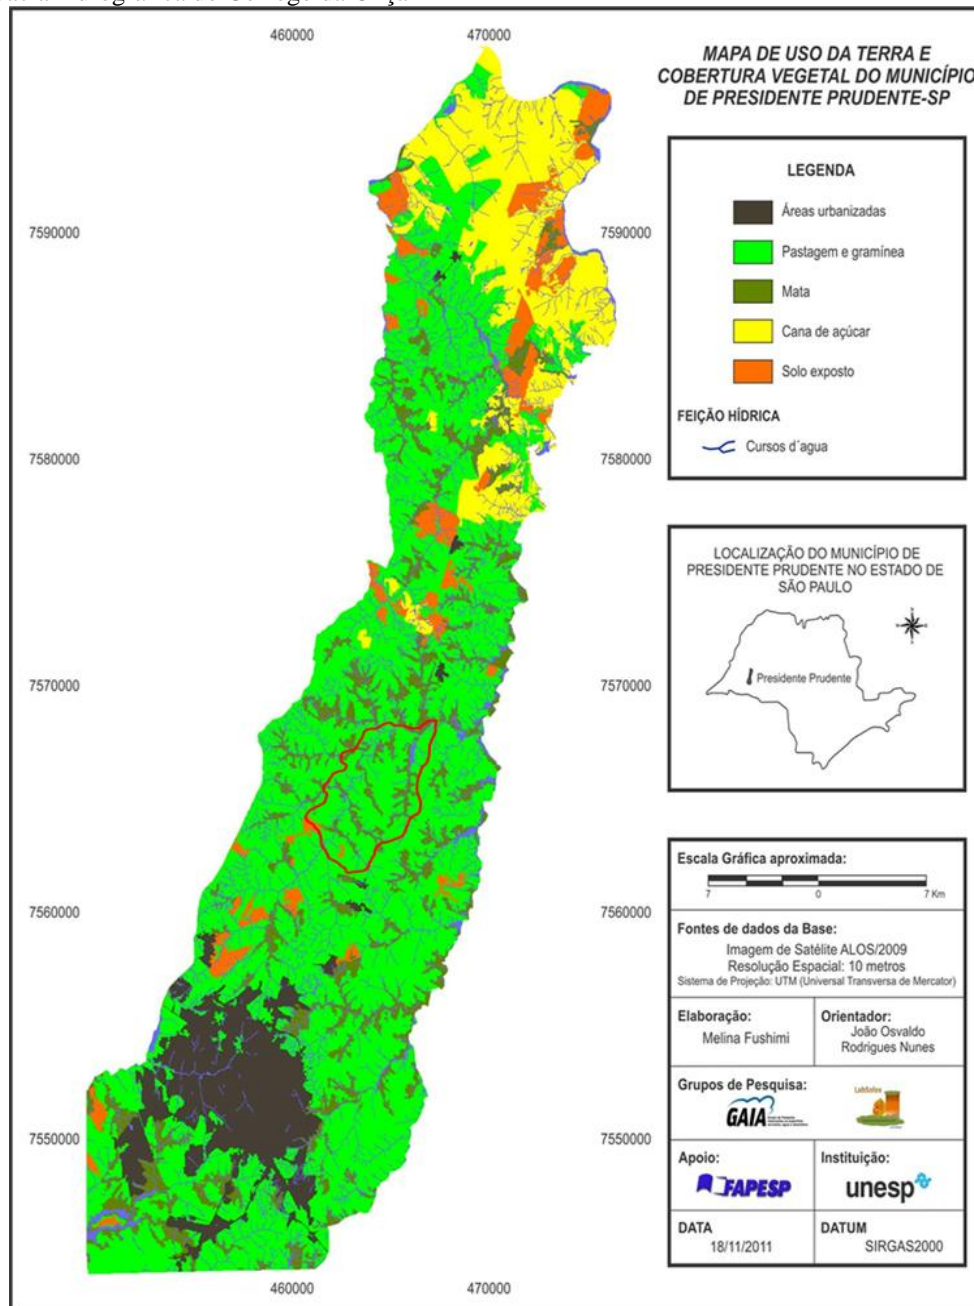 460000
470000
MAPA DE USO DA TERRA E
COBERTURA VEGETAL DO MUNICÍPIO
DE PRESIDENTE PRUDENTE-SP
LEGENDA
Áreas urbanizadas
Pastagem e gramínea
Mata
Cana de açúcar
Solo exposto
FEIÇÃO HÍDRICA
Cursos d´agua
7590000
7590000
7580000
7580000
7570000
7570000
7560000
7560000
7550000
7550000
460000
470000
LOCALIZAÇÃO DO MUNICÍPIO DE
PRESIDENTE PRUDENTE NO ESTADO DE
SÃO PAULO
Presidente Prudente
Escala Gráfica aproximada:
7 0 7 Km
Fontes de dados da Base:
Imagem de Satélite ALOS/2009
Resolução Espacial: 10 metros
Sistema de Projeção: UTM (Universal Transversa de Mercator)
Elaboração:
Melina Fushimi
Orientador:
João Osvaldo
Rodrigues Nunes
Grupos de Pesquisa:
GAIA
Apoio:
FAPESP
Instituição:
unesp
DATA
18/11/2011
DATUM
SIRGAS2000